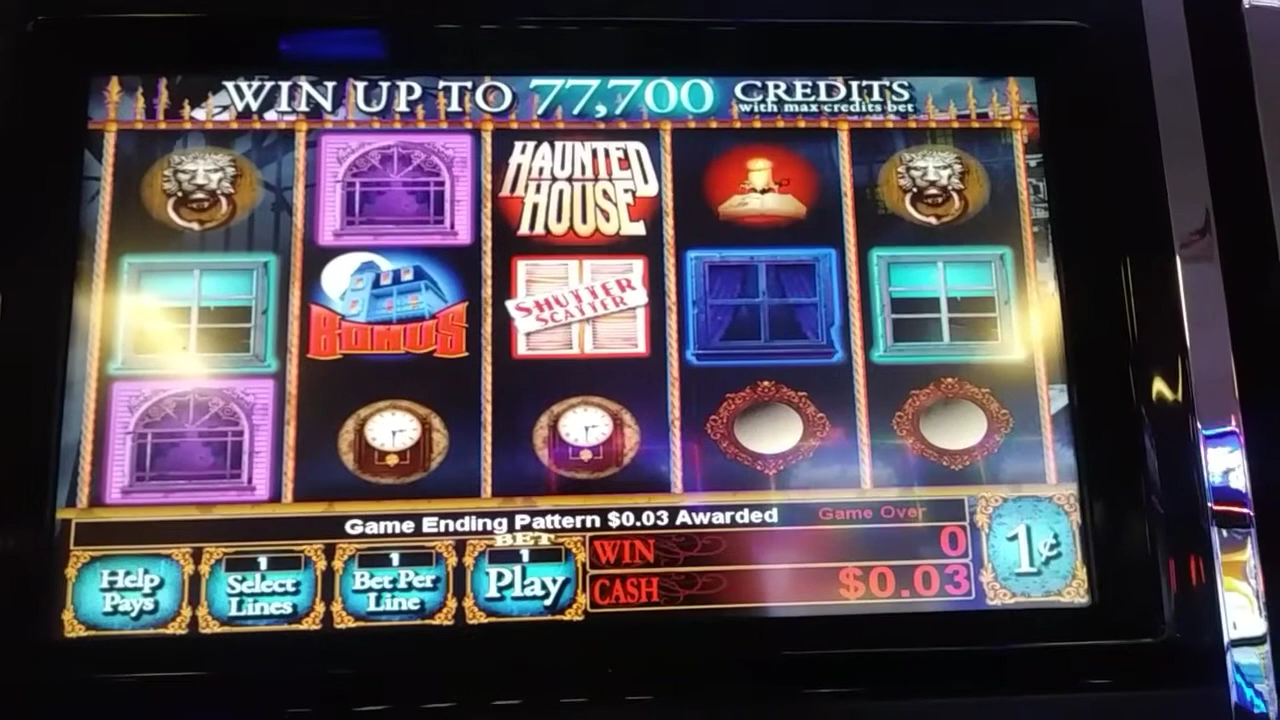 WIN UP TO 77,700 CREDITS
with max credits bet
HAUNTED
HOUSE
BONUS
SHUTTER
SCATTER
Game Ending Pattern $0.03 Awarded
Game Over
Help
Pays
1
Select
Lines
1
Bet Per
Line
BET
1
Play
WIN 0
CASH $0.03
1¢